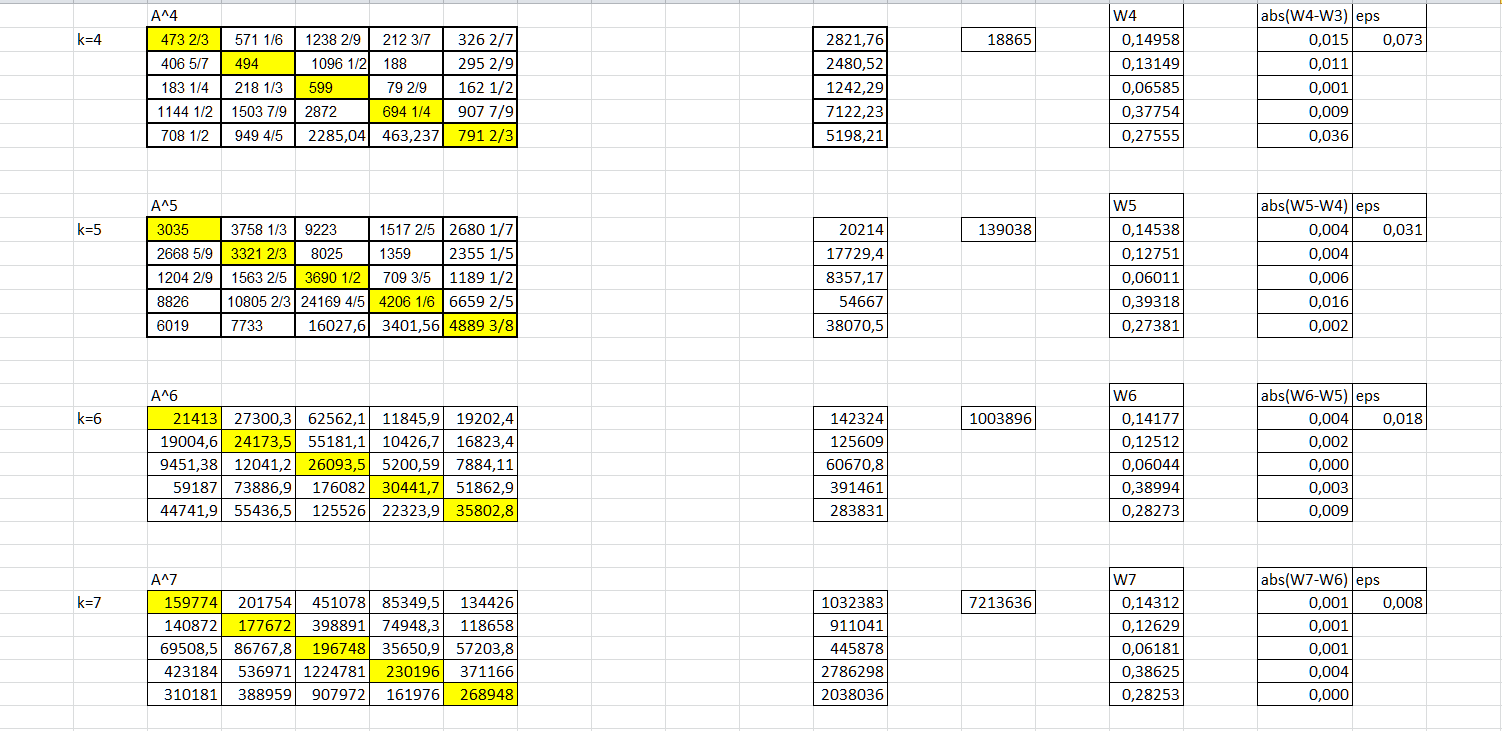 A^4 W4 abs(W4-W3) eps
k=4 473 2/3 571 1/6 1238 2/9 212 3/7 326 2/7 2821,76 18865 0,14958 0,015 0,073
406 5/7 494 1096 1/2 188 295 2/9 2480,52 0,13149 0,011
183 1/4 218 1/3 599 79 2/9 162 1/2 1242,29 0,06585 0,001
1144 1/2 1503 7/9 2872 694 1/4 907 7/9 7122,23 0,37754 0,009
708 1/2 949 4/5 2285,04 463,237 791 2/3 5198,21 0,27555 0,036
A^5 W5 abs(W5-W4) eps
k=5 3035 3758 1/3 9223 1517 2/5 2680 1/7 20214 139038 0,14538 0,004 0,031
2668 5/9 3321 2/3 8025 1359 2355 1/5 17729,4 0,12751 0,004
1204 2/9 1563 2/5 3690 1/2 709 3/5 1189 1/2 8357,17 0,06011 0,006
8826 10805 2/3 24169 4/5 4206 1/6 6659 2/5 54667 0,39318 0,016
6019 7733 16027,6 3401,56 4889 3/8 38070,5 0,27381 0,002
A^6 W6 abs(W6-W5) eps
k=6 21413 27300,3 62562,1 11845,9 19202,4 142324 1003896 0,14177 0,004 0,018
19004,6 24173,5 55181,1 10426,7 16823,4 125609 0,12512 0,002
9451,38 12041,2 26093,5 5200,59 7884,11 60670,8 0,06044 0,000
59187 73886,9 176082 30441,7 51862,9 391461 0,38994 0,003
44741,9 55436,5 125526 22323,9 35802,8 283831 0,28273 0,009
A^7 W7 abs(W7-W6) eps
k=7 159774 201754 451078 85349,5 134426 1032383 7213636 0,14312 0,001 0,008
140872 177672 398891 74948,3 118658 911041 0,12629 0,001
69508,5 86767,8 196748 35650,9 57203,8 445878 0,06181 0,001
423184 536971 1224781 230196 371166 2786298 0,38625 0,004
310181 388959 907972 161976 268948 2038036 0,28253 0,000